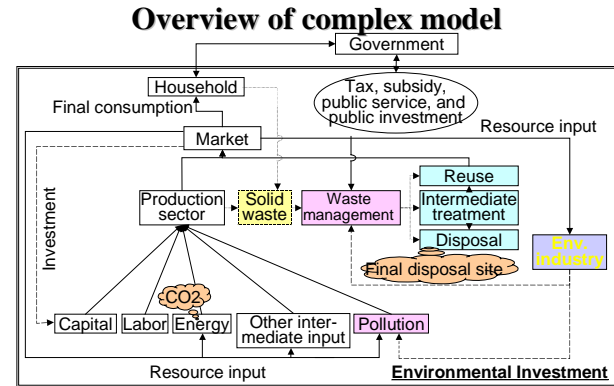 Overview of complex model
Government
Household
Tax, subsidy,
public service, and
public investment
Final consumption
Resource input
Market
Reuse
Production
sector
Solid
waste
Waste
management
Intermediate
treatment
Investment
Disposal
Env.
industry
Final disposal site
CO2
Capital
Labor
Energy
Other inter-
mediate input
Pollution
Resource input
Environmental Investment